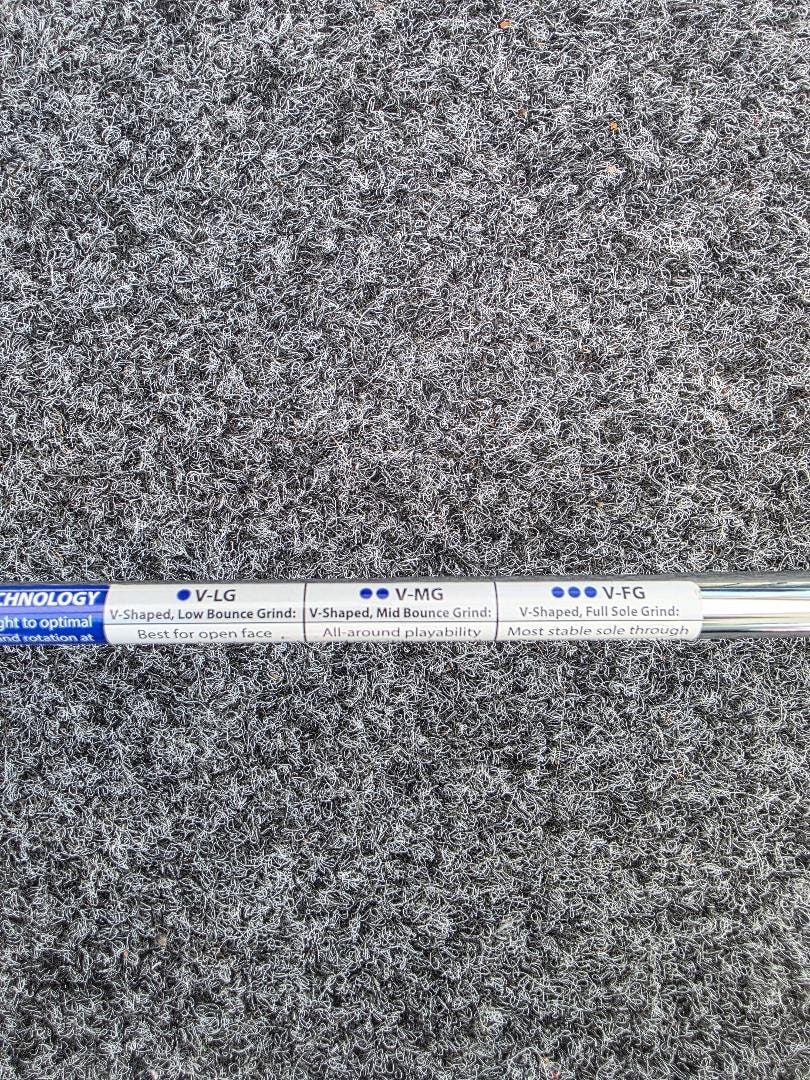 CHNOLOGY
ght to optimal
nd rotation at
V-LG
V-Shaped, Low Bounce Grind:
Best for open face
V-MG
V-Shaped, Mid Bounce Grind:
All-around playability
V-FG
V-Shaped, Full Sole Grind:
Most stable sole through